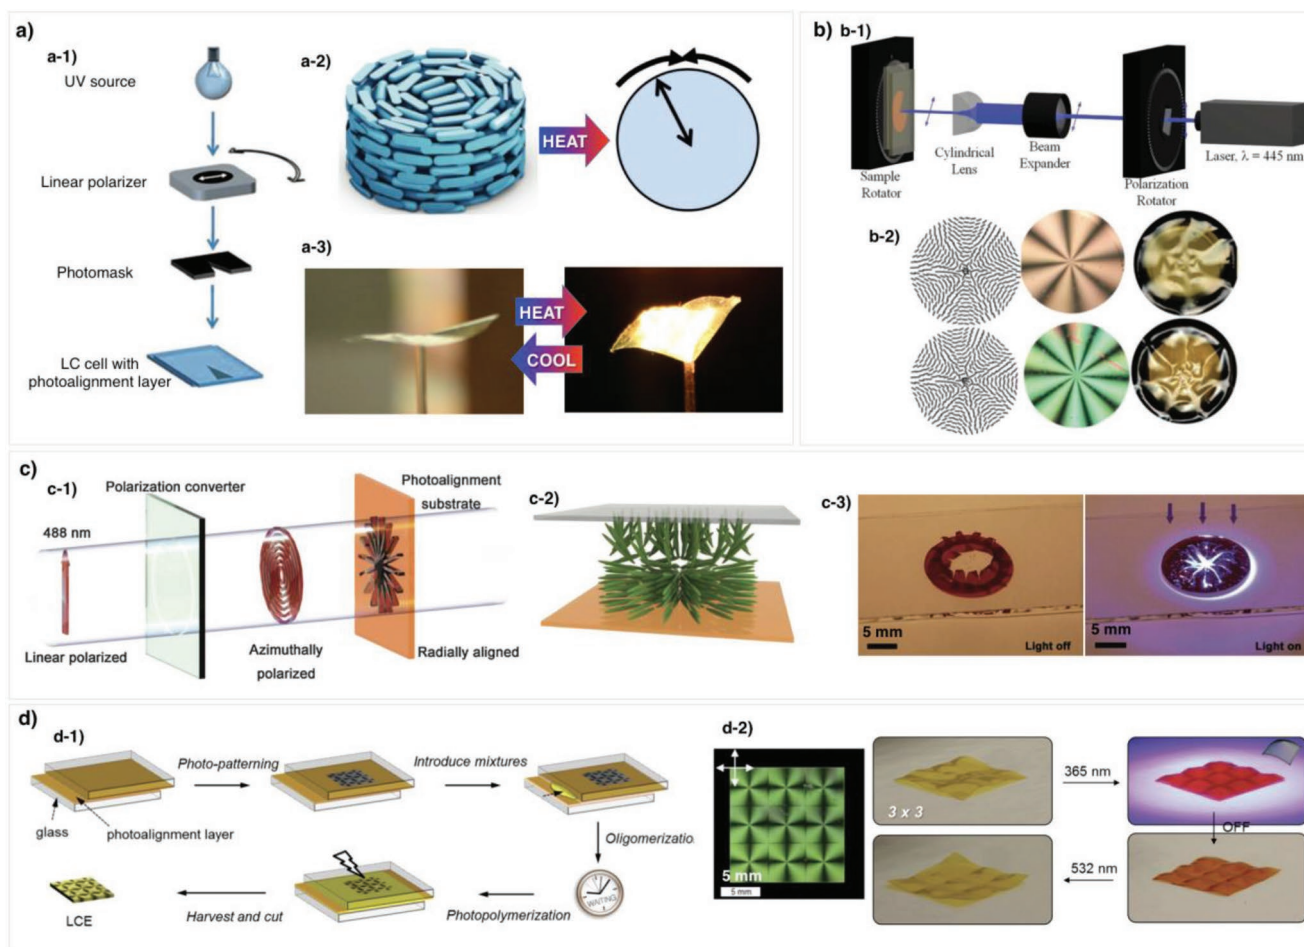 a)
a-1)
UV source
Linear polarizer
Photomask
LC cell with
photoalignment layer
a-2)
HEAT
a-3)
HEAT
COOL
b)
b-1)
Sample
Rotator
Cylindrical
Lens
Beam
Expander
Polarization
Rotator
Laser, λ = 445 nm
b-2)
c)
c-1)
Polarization converter
488 nm
Linear polarized
Azimuthally
polarized
Photoalignment
substrate
Radially aligned
c-2)
c-3)
5 mm
Light off
5 mm
Light on
d)
d-1)
glass
photoalignment layer
Photo-patterning
Introduce mixtures
Oligomerizatio
WAITING
Photopolymerization
Harvest and cut
LCE
d-2)
5 mm
5 mm
3 x 3
365 nm
OFF
532 nm